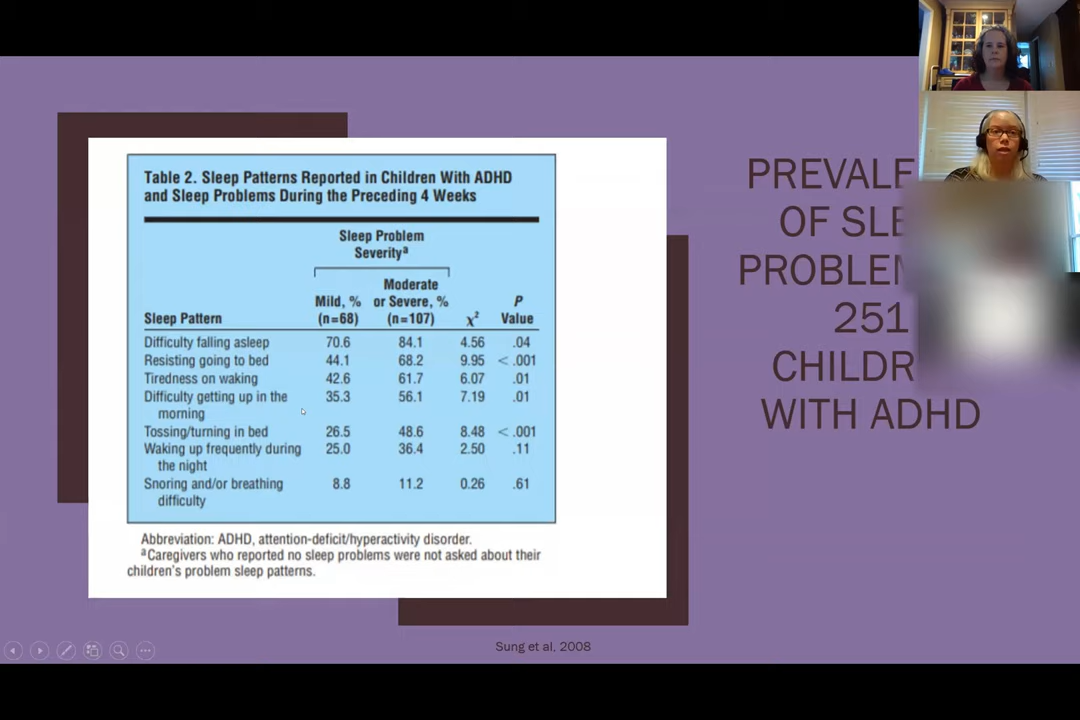 Table 2. Sleep Patterns Reported in Children With ADHD
and Sleep Problems During the Preceding 4 Weeks
Sleep Problem
Severityᵃ
Moderate
Mild, % or Severe, % P
Sleep Pattern (n=68) (n=107) χ² Value
Difficulty falling asleep 70.6 84.1 4.56 .04
Resisting going to bed 44.1 68.2 9.95 <.001
Tiredness on waking 42.6 61.7 6.07 .01
Difficulty getting up in the 35.3 56.1 7.19 .01
morning
Tossing/turning in bed 26.5 48.6 8.48 <.001
Waking up frequently during 25.0 36.4 2.50 .11
the night
Snoring and/or breathing 8.8 11.2 0.26 .61
difficulty
Abbreviation: ADHD, attention-deficit/hyperactivity disorder.
ᵃCaregivers who reported no sleep problems were not asked about their
children's problem sleep patterns.
PREVALE
OF SLE
PROBLEM
251
CHILDR
WITH ADHD
Sung et al, 2008